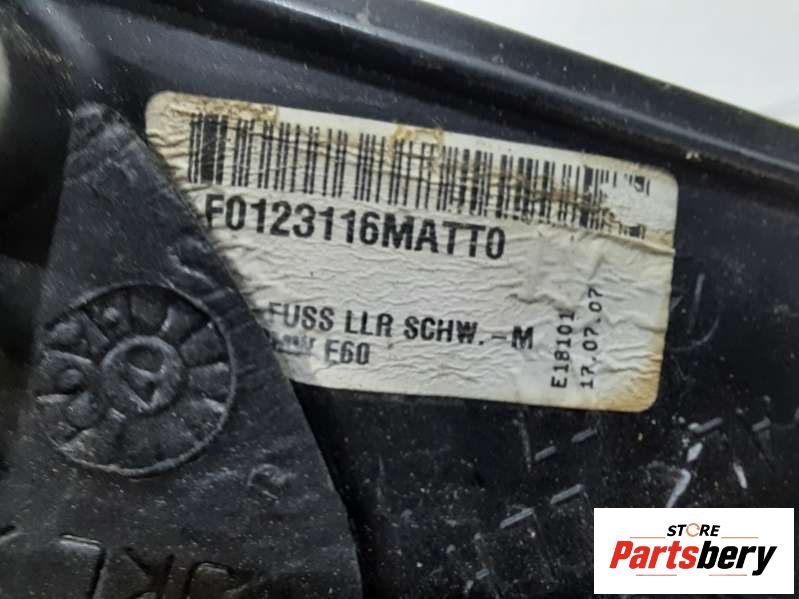 F0123116MATT0
FUSS LLR SCHW. -M
E60
E18101
17.07.07
STORE
Partsbery